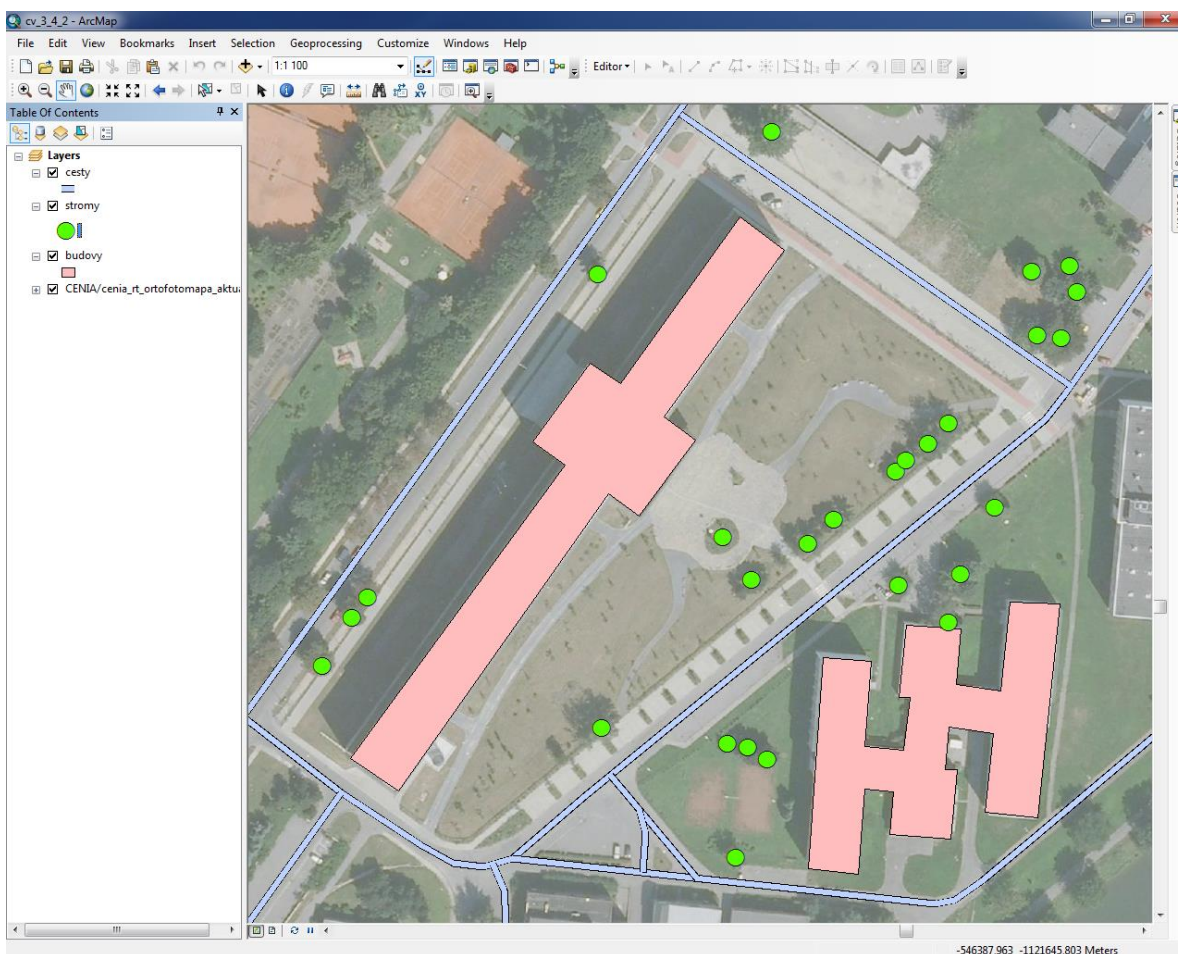 cv_3_4_2 - ArcMap
File Edit View Bookmarks Insert Selection Geoprocessing Customize Windows Help
1:1 100
Editor
Table Of Contents
Layers
cesty
stromy
budovy
CENIA/cenia_rt_ortofotomapa_aktu
-546387,963 -1121645,803 Meters